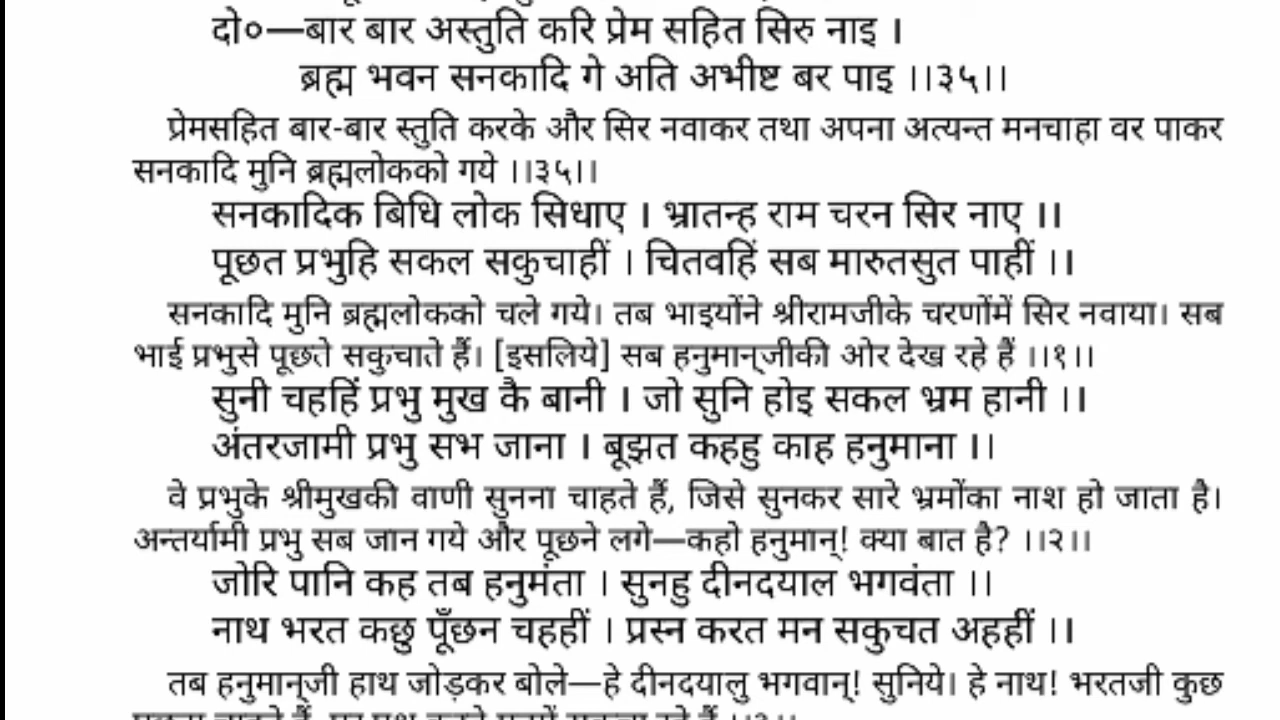 दो०—बार बार अस्तुति करि प्रेम सहित सिरु नाइ ।
ब्रह्म भवन सनकादि गे अति अभीष्ट बर पाइ ।।३५।।
प्रेमसहित बार-बार स्तुति करके और सिर नवाकर तथा अपना अत्यन्त मनचाहा वर पाकर
सनकादि मुनि ब्रह्मलोकको गये ।।३५।।
सनकादिक बिधि लोक सिधाए । भ्रातन्ह राम चरन सिर नाए ।।
पूछत प्रभुहि सकल सकुचाहीं । चितवहिं सब मारुतसुत पाहीं ।।
सनकादि मुनि ब्रह्मलोकको चले गये। तब भाइयोंने श्रीरामजीके चरणोंमें सिर नवाया। सब
भाई प्रभुसे पूछते सकुचाते हैं। [इसलिये] सब हनुमान्‌जीकी ओर देख रहे हैं ।।१।।
सुनी चहहिं प्रभु मुख कै बानी । जो सुनि होइ सकल भ्रम हानी ।।
अंतरजामी प्रभु सभ जाना । बूझत कहहु काह हनुमाना ।।
वे प्रभुके श्रीमुखकी वाणी सुनना चाहते हैं, जिसे सुनकर सारे भ्रमोंका नाश हो जाता है।
अन्तर्यामी प्रभु सब जान गये और पूछने लगे—कहो हनुमान्! क्या बात है? ।।२।।
जोरि पानि कह तब हनुमंता । सुनहु दीनदयाल भगवंता ।।
नाथ भरत कछु पूँछन चहहीं । प्रस्न करत मन सकुचत अहहीं ।।
तब हनुमान्‌जी हाथ जोड़कर बोले—हे दीनदयालु भगवान्! सुनिये। हे नाथ! भरतजी कुछ